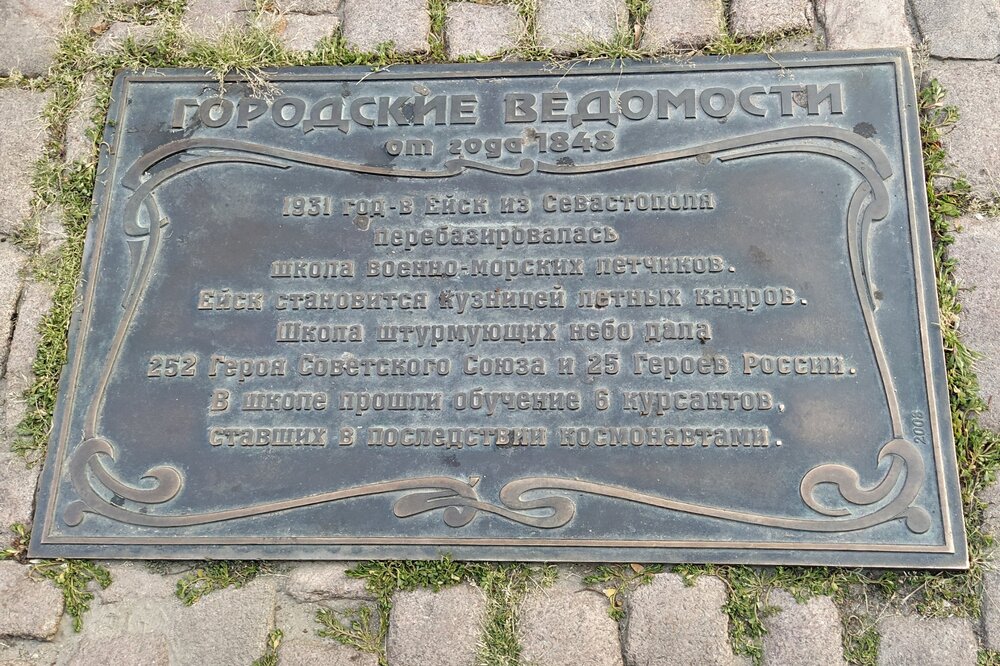 ГОРОДСКИЕ ВЕДОМОСТИ
от года 1848
1931 год-в Ейск из Севастополя
перебазировалась
школа военно-морских летчиков.
Ейск становится кузницей летных кадров.
Школа штурмующих небо дала
252 Героя Советского Союза и 25 Героев России.
В школе прошли обучение 6 курсантов,
ставших в последствии космонавтами.
2008